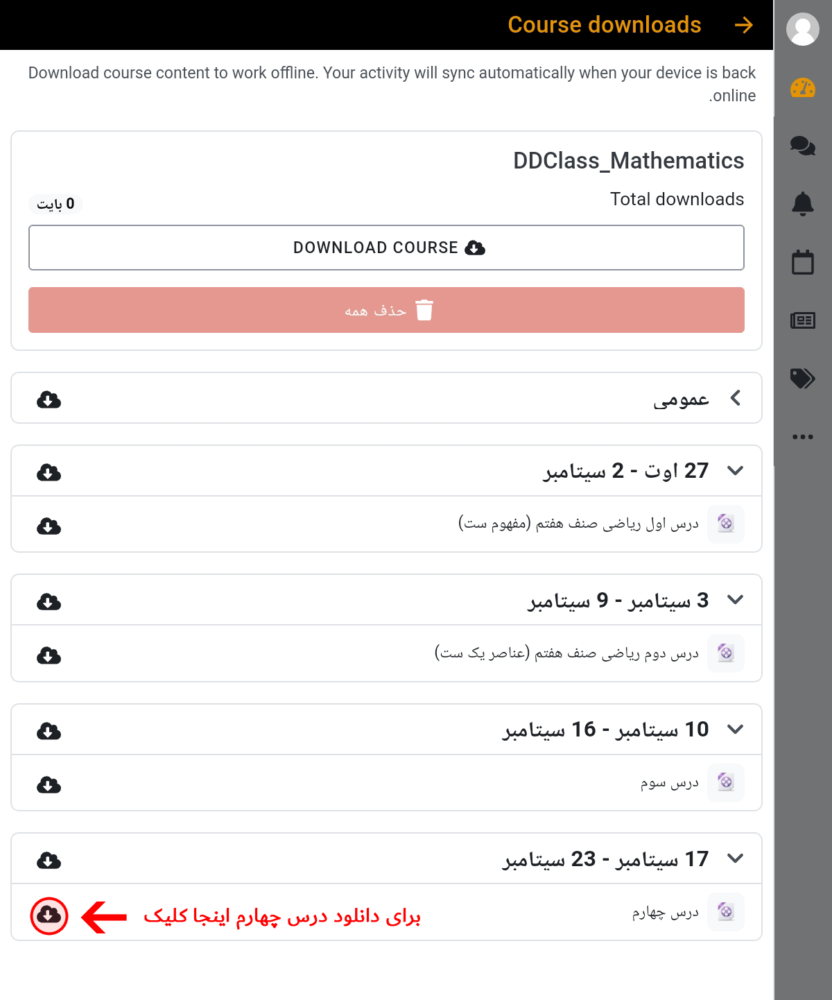 Course downloads
Download course content to work offline. Your activity will sync automatically when your device is back
.online
DDClass_Mathematics
Total downloads
0 بایت
DOWNLOAD COURSE
حذف همه
عمومی
27 اوت - 2 سپتامبر
درس اول ریاضی صنف هفتم (مفهوم ست)
3 سپتامبر - 9 سپتامبر
درس دوم ریاضی صنف هفتم (عناصر یک ست)
10 سپتامبر - 16 سپتامبر
درس سوم
17 سپتامبر - 23 سپتامبر
درس چهارم
برای دانلود درس چهارم اینجا کلیک